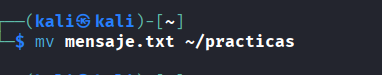 ┌──(kali㉿kali)-[~]
└─$ mv mensaje.txt ~/practicas